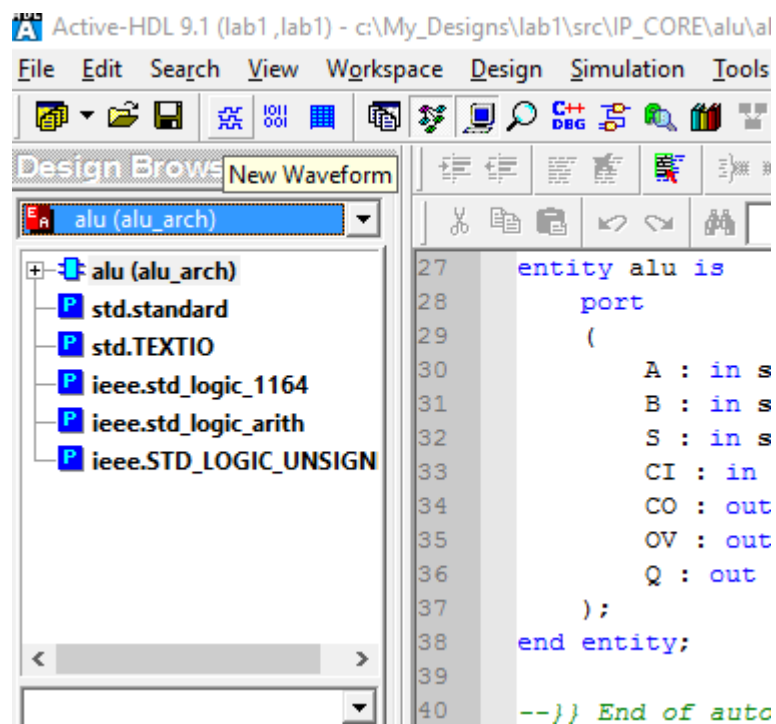 Active-HDL 9.1 (lab1 ,lab1) - c:\My_Designs\lab1\src\IP_CORE\alu\al
File Edit Search View Workspace Design Simulation Tools
C++
DBG
Design Brows
New Waveform
alu (alu_arch)
alu (alu_arch)
std.standard
std.TEXTIO
ieee.std_logic_1164
ieee.std_logic_arith
ieee.STD_LOGIC_UNSIGN
27 entity alu is
28 port
29 (
30 A : in s
31 B : in s
32 S : in s
33 CI : in
34 CO : out
35 OV : out
36 Q : out
37 );
38 end entity;
39
40 --}} End of auto